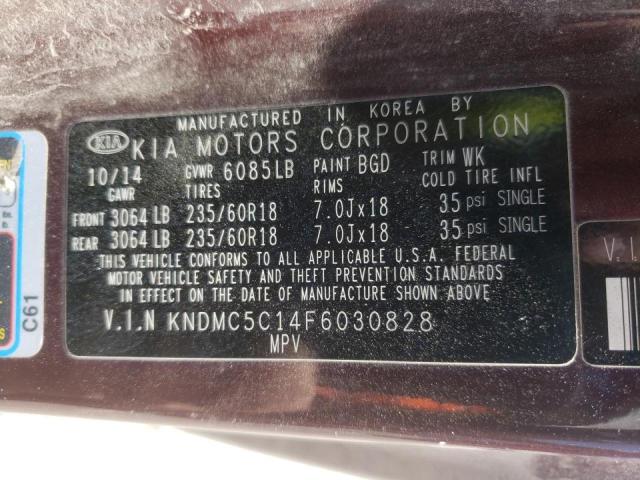 MANUFACTURED IN KOREA BY
KIA KIA MOTORS CORPORATION
10/14 GVWR 6085LB PAINT BGD TRIM WK
GAWR TIRES RIMS COLD TIRE INFL
FRONT 3064 LB 235/60R18 7.0Jx18 35 psi SINGLE
REAR 3064 LB 235/60R18 7.0Jx18 35 psi SINGLE
THIS VEHICLE CONFORMS TO ALL APPLICABLE U.S.A. FEDERAL
MOTOR VEHICLE SAFETY AND THEFT PREVENTION STANDARDS
IN EFFECT ON THE DATE OF MANUFACTURE SHOWN ABOVE.
V.I.N KNDMC5C14F6030828
MPV
C61
V.I.